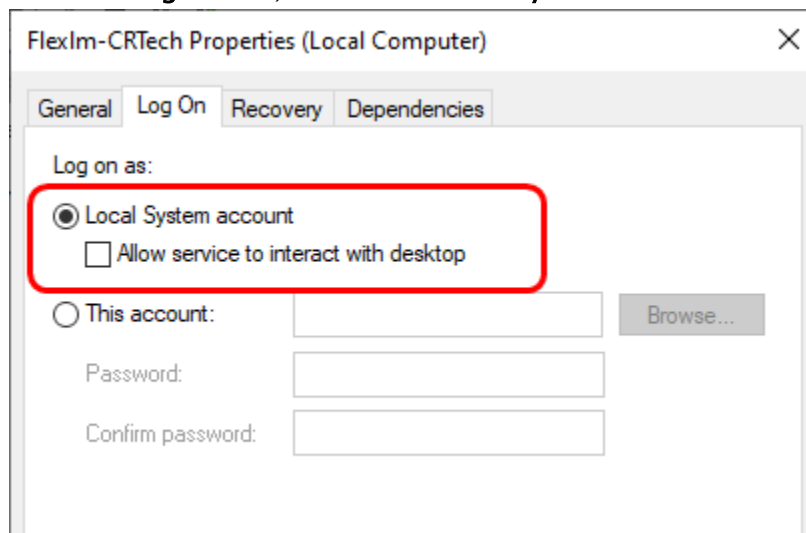 Flexlm-CRTech Properties (Local Computer)
General Log On Recovery Dependencies
Log on as:
Local System account
Allow service to interact with desktop
This account:
Browse...
Password:
Confirm password: